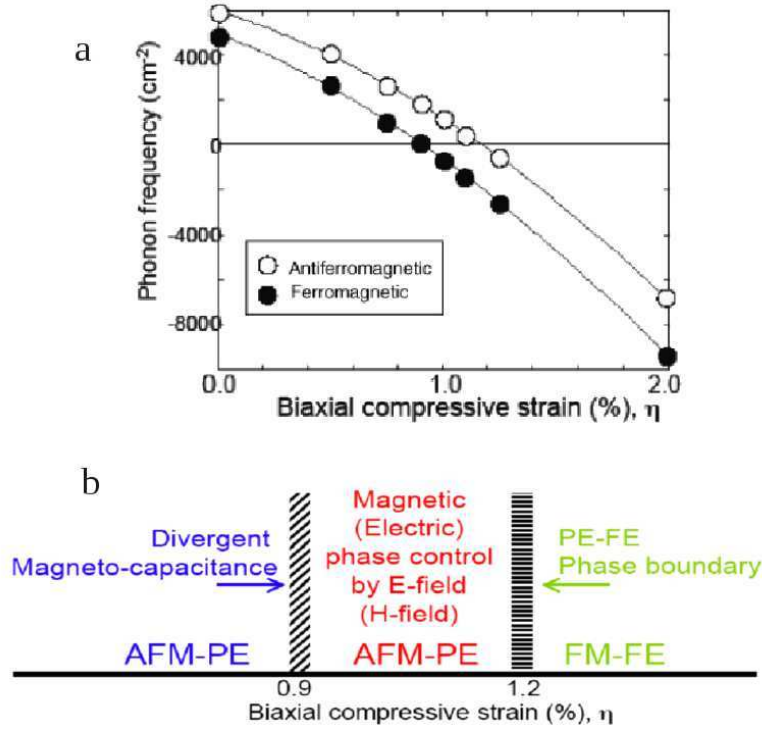 a
Phonon frequency (cm-2)
4000
0
-4000
-8000
Antiferromagnetic
Ferromagnetic
0.0
1.0
2.0
Biaxial compressive strain (%), η
b
Divergent
Magneto-capacitance
Magnetic
(Electric)
phase control
by E-field
(H-field)
PE-FE
Phase boundary
AFM-PE
AFM-PE
FM-FE
0.9
1.2
Biaxial compressive strain (%), η